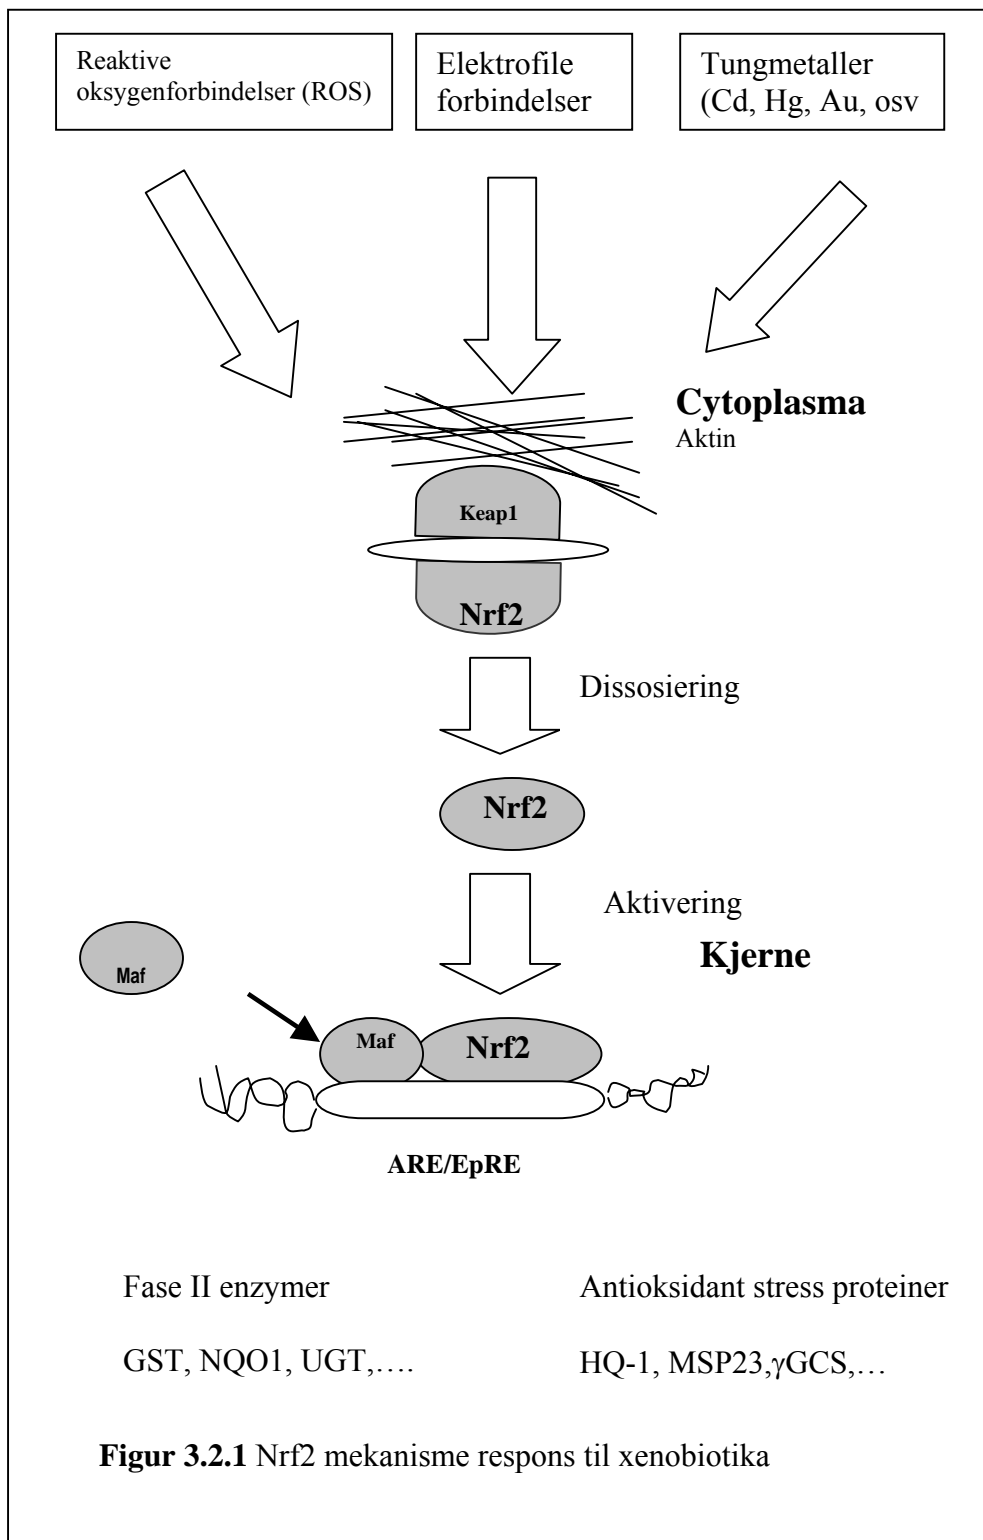 Reaktive
oksygenforbindelser (ROS)
Elektrofile
forbindelser
Tungmetaller
(Cd, Hg, Au, osv
Cytoplasma
Aktin
Keap1
Nrf2
Dissosiering
Nrf2
Aktivering
Kjerne
Maf
Maf
Nrf2
ARE/EpRE
Fase II enzymer
Antioksidant stress proteiner
GST, NQO1, UGT,….
HQ-1, MSP23,γGCS,…
Figur 3.2.1 Nrf2 mekanisme respons til xenobiotika